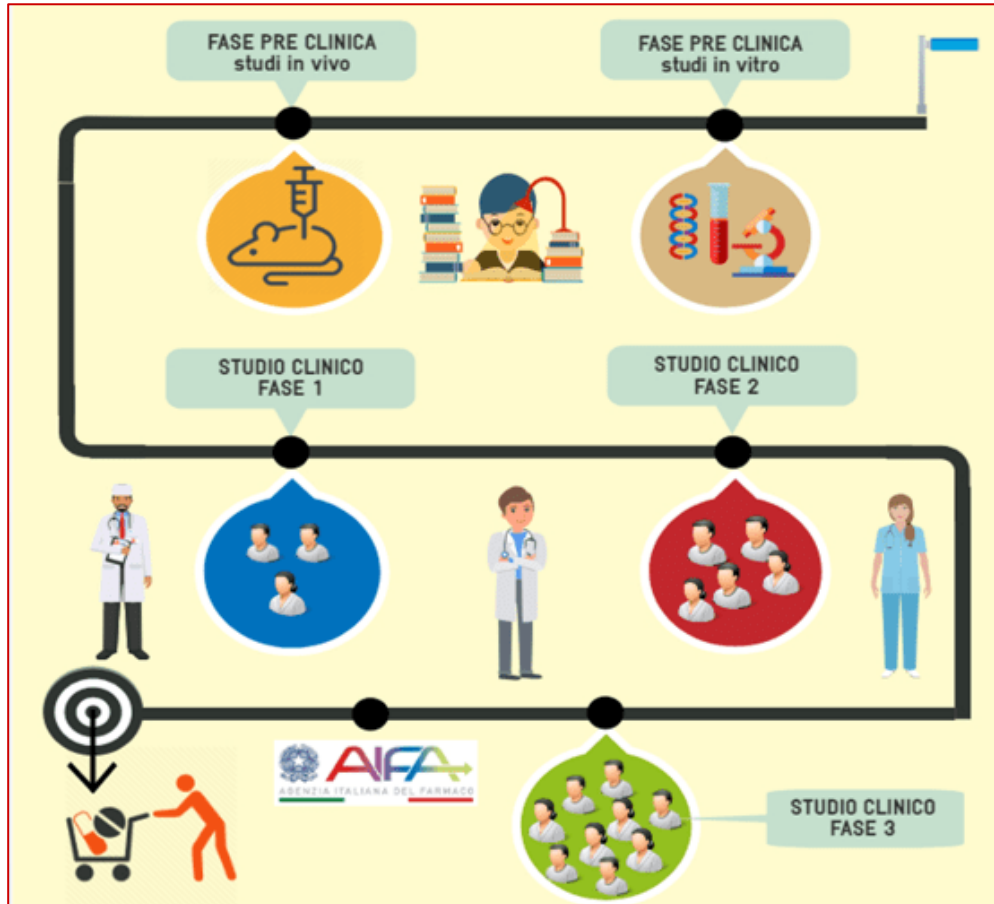 FASE PRE CLINICA
studi in vivo
FASE PRE CLINICA
studi in vitro
STUDIO CLINICO
FASE 1
STUDIO CLINICO
FASE 2
AIFA
AGENZIA ITALIANA DEL FARMACO
STUDIO CLINICO
FASE 3